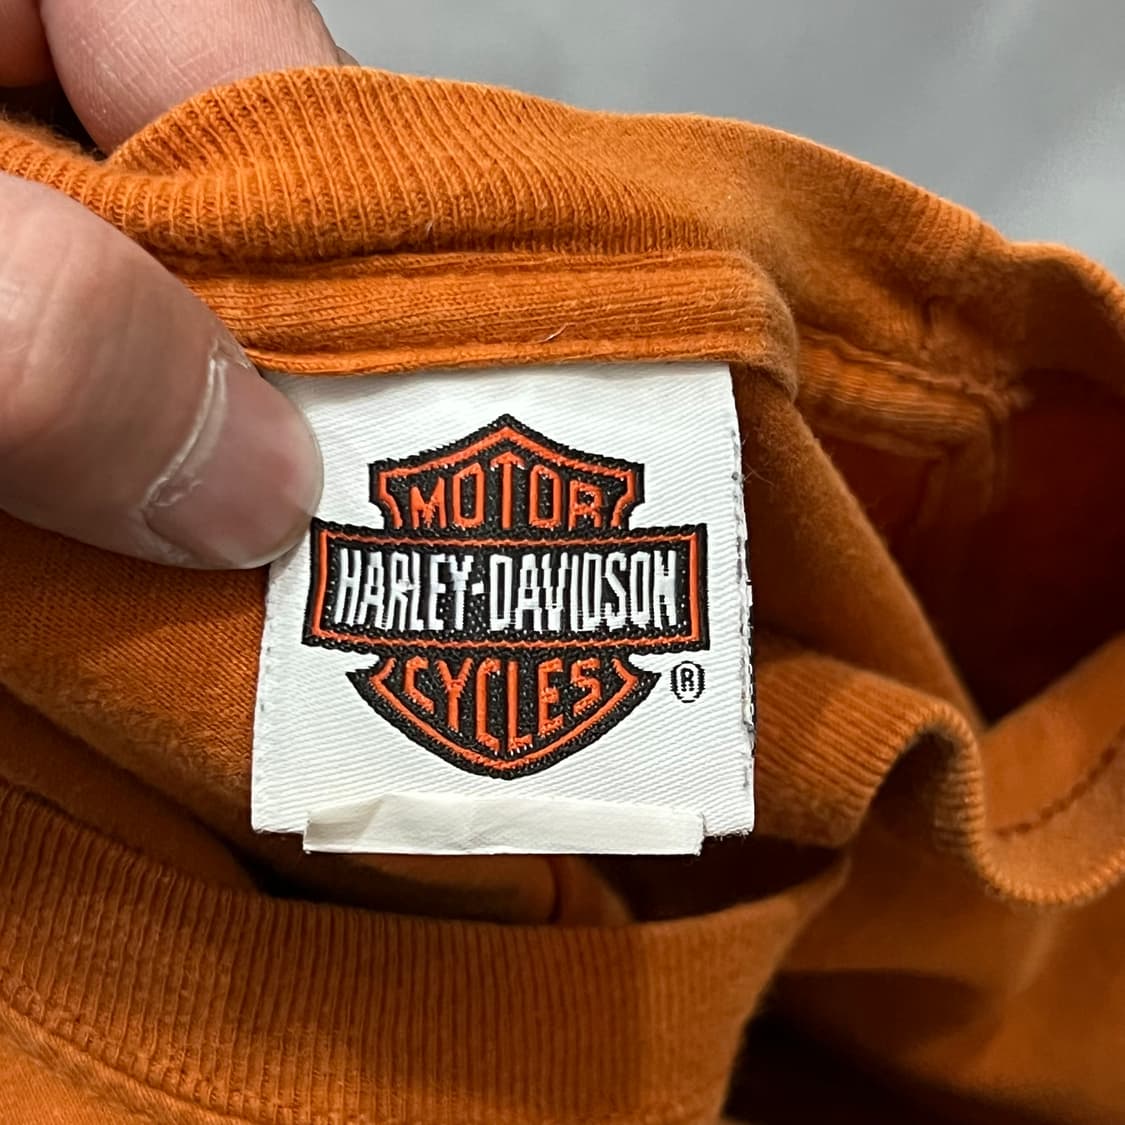 MOTOR
HARLEY-DAVIDSON
CYCLES
®